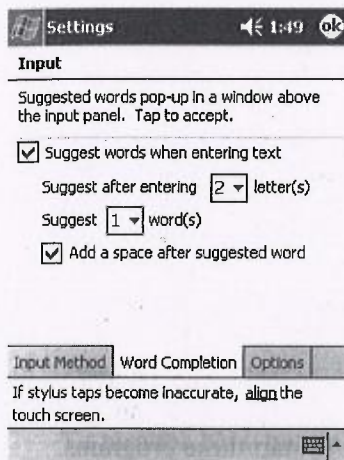 Settings 1:49 ok
Input
Suggested words pop-up in a window above
the input panel. Tap to accept.
Suggest words when entering text
Suggest after entering 2 letter(s)
Suggest 1 word(s)
Add a space after suggested word
Input Method Word Completion Options
If stylus taps become inaccurate, align the
touch screen.